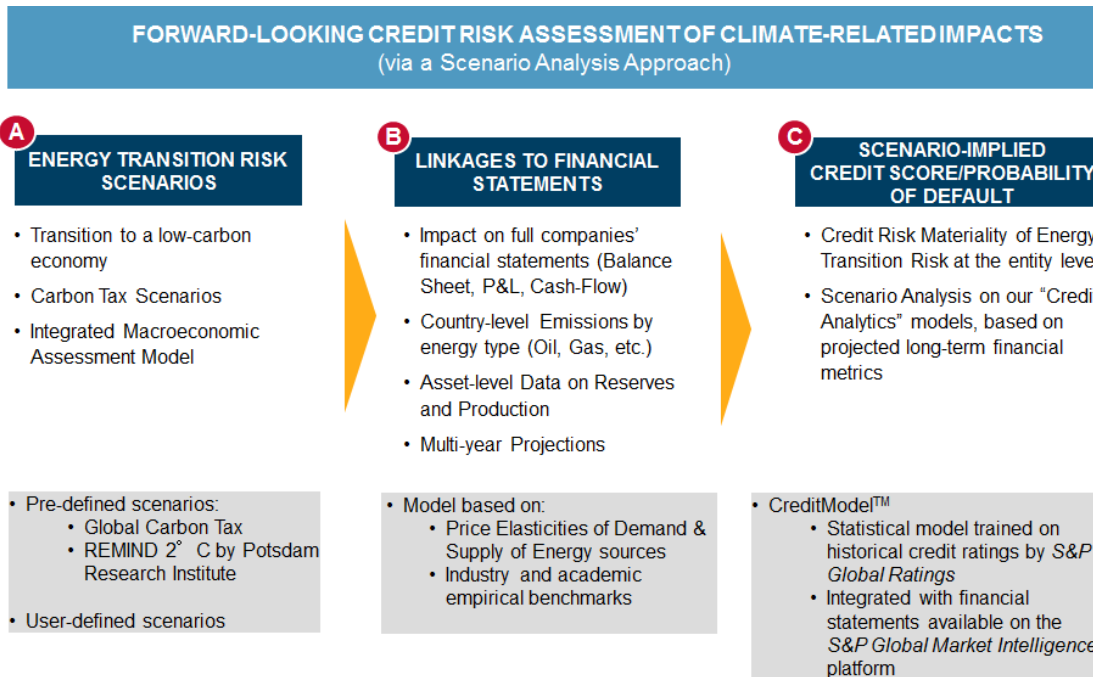 FORWARD-LOOKING CREDIT RISK ASSESSMENT OF CLIMATE-RELATED IMPACTS
(via a Scenario Analysis Approach)
A
ENERGY TRANSITION RISK
SCENARIOS
• Transition to a low-carbon
economy
• Carbon Tax Scenarios
• Integrated Macroeconomic
Assessment Model
• Pre-defined scenarios:
• Global Carbon Tax
• REMIND 2° C by Potsdam
Research Institute
• User-defined scenarios
B
LINKAGES TO FINANCIAL
STATEMENTS
• Impact on full companies’
financial statements (Balance
Sheet, P&L, Cash-Flow)
• Country-level Emissions by
energy type (Oil, Gas, etc.)
• Asset-level Data on Reserves
and Production
• Multi-year Projections
• Model based on:
• Price Elasticities of Demand &
Supply of Energy sources
• Industry and academic
empirical benchmarks
C
SCENARIO-IMPLIED
CREDIT SCORE/PROBABILITY
OF DEFAULT
• Credit Risk Materiality of Energy
Transition Risk at the entity leve
• Scenario Analysis on our “Credi
Analytics” models, based on
projected long-term financial
metrics
• CreditModel™
• Statistical model trained on
historical credit ratings by S&P
Global Ratings
• Integrated with financial
statements available on the
S&P Global Market Intelligence
platform